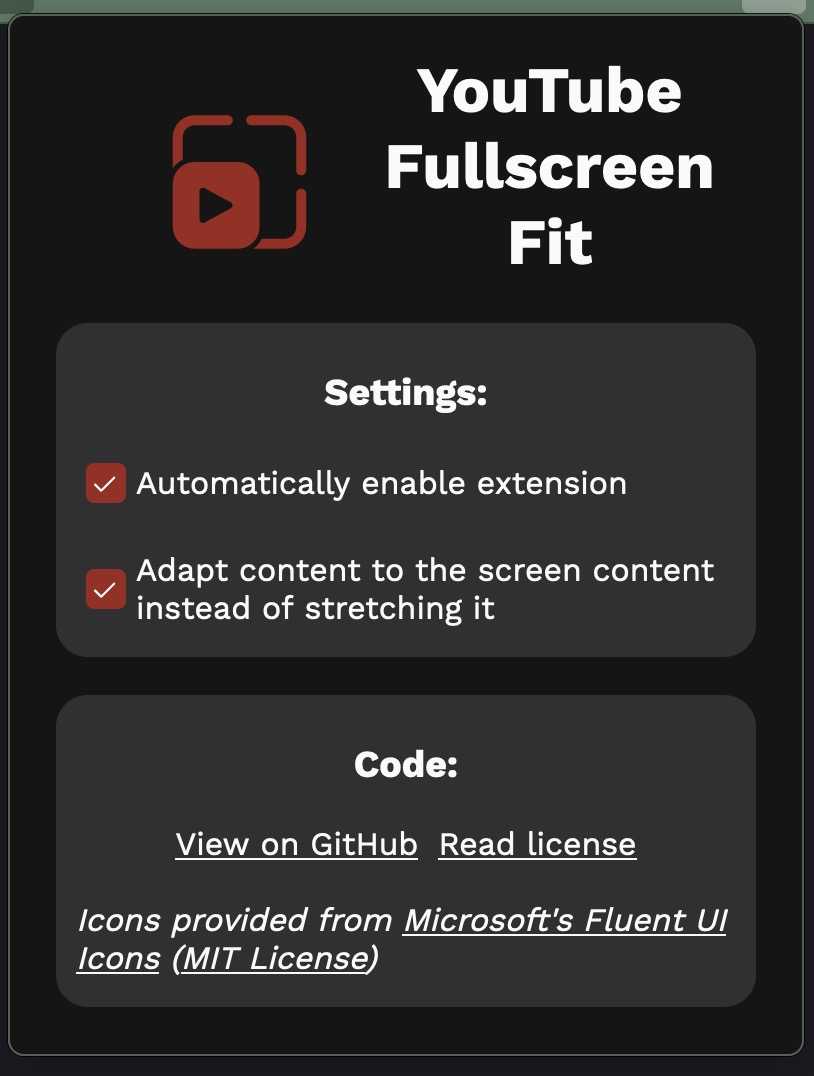 YouTube
Fullscreen
Fit
Settings:
Automatically enable extension
Adapt content to the screen content
instead of stretching it
Code:
View on GitHub Read license
Icons provided from Microsoft's Fluent UI
Icons (MIT License)